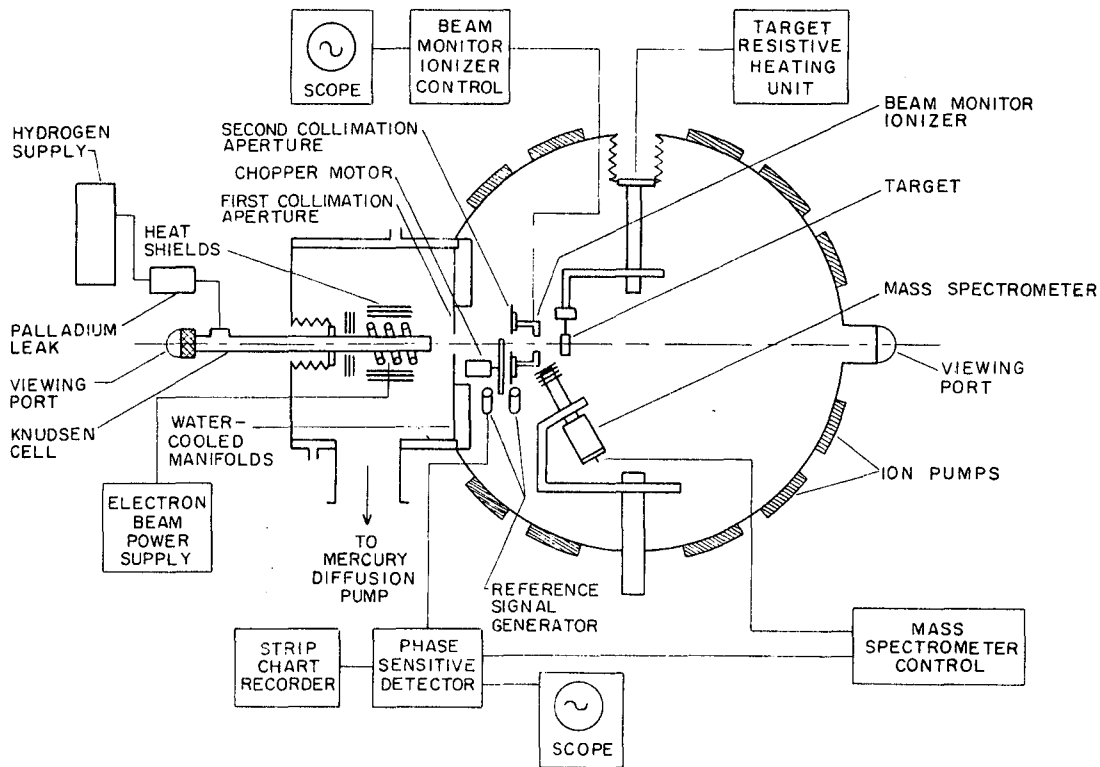 SCOPE
BEAM
MONITOR
IONIZER
CONTROL
TARGET
RESISTIVE
HEATING
UNIT
HYDROGEN
SUPPLY
SECOND COLLIMATION
APERTURE
CHOPPER MOTOR
FIRST COLLIMATION
APERTURE
HEAT
SHIELDS
BEAM MONITOR
IONIZER
TARGET
MASS SPECTROMETER
PALLADIUM
LEAK
VIEWING
PORT
KNUDSEN
CELL
WATER-
COOLED
MANIFOLDS
VIEWING
PORT
ION PUMPS
ELECTRON
BEAM
POWER
SUPPLY
TO
MERCURY
DIFFUSION
PUMP
REFERENCE
SIGNAL
GENERATOR
STRIP
CHART
RECORDER
PHASE
SENSITIVE
DETECTOR
SCOPE
MASS
SPECTROMETER
CONTROL